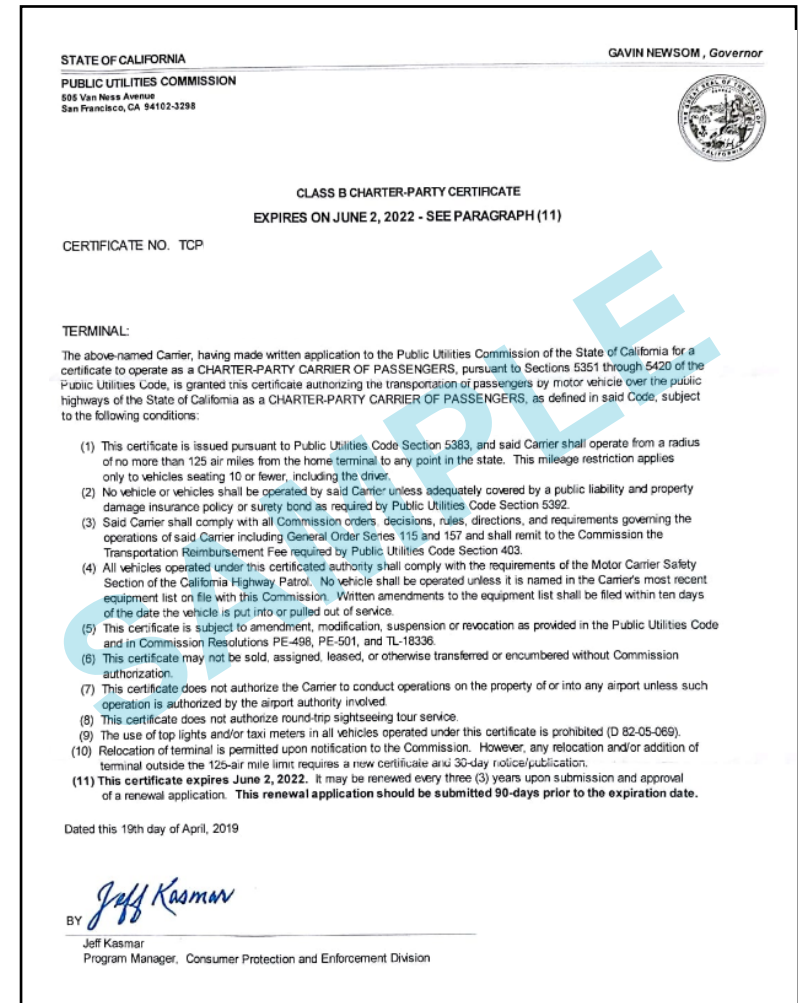 STATE OF CALIFORNIA
GAVIN NEWSOM , Governor
PUBLIC UTILITIES COMMISSION
505 Van Ness Avenue
San Francisco, CA 94102-3298
CLASS B CHARTER-PARTY CERTIFICATE
EXPIRES ON JUNE 2, 2022 - SEE PARAGRAPH (11)
CERTIFICATE NO. TCP
TERMINAL:
The above-named Carrier, having made written application to the Public Utilities Commission of the State of California for a
certificate to operate as a CHARTER-PARTY CARRIER OF PASSENGERS, pursuant to Sections 5351 through 5420 of the
Public Utilities Code, is granted this certificate authorizing the transportation of passengers by motor vehicle over the public
highways of the State of California as a CHARTER-PARTY CARRIER OF PASSENGERS, as defined in said Code, subject
to the following conditions:
(1) This certificate is issued pursuant to Public Utilities Code Section 5383, and said Carrier shall operate from a radius
of no more than 125 air miles from the home terminal to any point in the state. This mileage restriction applies
only to vehicles seating 10 or fewer, including the driver.
(2) No vehicle or vehicles shall be operated by said Carrier unless adequately covered by a public liability and property
damage insurance policy or surety bond as required by Public Utilities Code Section 5392.
(3) Said Carrier shall comply with all Commission orders, decisions, rules, directions, and requirements governing the
operations of said Carrier including General Order Series 115 and 157 and shall remit to the Commission the
Transportation Reimbursement Fee required by Public Utilities Code Section 403.
(4) All vehicles operated under this certificated authority shall comply with the requirements of the Motor Carrier Safety
Section of the California Highway Patrol. No vehicle shall be operated unless it is named in the Carrier's most recent
equipment list on file with this Commission. Written amendments to the equipment list shall be filed within ten days
of the date the vehicle is put into or pulled out of service.
(5) This certificate is subject to amendment, modification, suspension or revocation as provided in the Public Utilities Code
and in Commission Resolutions PE-498, PE-501, and TL-18336.
(6) This certificate may not be sold, assigned, leased, or otherwise transferred or encumbered without Commission
authorization.
(7) This certificate does not authorize the Carrier to conduct operations on the property of or into any airport unless such
operation is authorized by the airport authority involved.
(8) This certificate does not authorize round-trip sightseeing tour service.
(9) The use of top lights and/or taxi meters in all vehicles operated under this certificate is prohibited (D 82-05-069).
(10) Relocation of terminal is permitted upon notification to the Commission. However, any relocation and/or addition of
terminal outside the 125-air mile limit requires a new certificate and 30-day notice/publication.
(11) This certificate expires June 2, 2022. It may be renewed every three (3) years upon submission and approval
of a renewal application. This renewal application should be submitted 90-days prior to the expiration date.
Dated this 19th day of April, 2019
BY Jeff Kasmar
Jeff Kasmar
Program Manager, Consumer Protection and Enforcement Division
SAMPLE